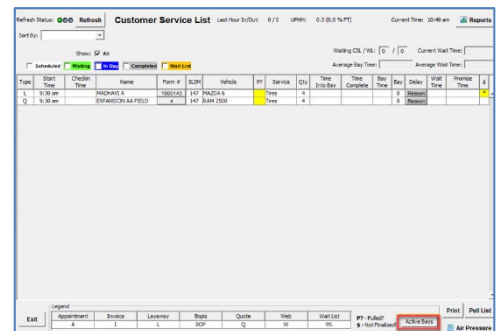 Refresh Status: Refresh Customer Service List Last Hour In/Out: 0 / 0 UPMH: 0.0 (0.0 % FT) Current Time: 10:48 am Reports
Sort By:
Show: All Waiting CSL / WL: 0 / 0 Current Wait Time:
Scheduled Waiting In Bay Completed Wait List Average Bay Time: Average Wait Time:
Type Start Time Checkin Time Name Form # SLSM Vehicle P? Service Qty Time Into Bay Time Complete Bay Time Bay Delay Wait Time Promise Time $
L 9:30 am MADHAVI A 1000143 147 MAZDA 6 Tires 4 0 Reason *
Q 9:30 am EXPANSION AA FIELD 4 147 RAM 2500 Tires 4 0 Reason
Legend
Exit Appointment Invoice Layaway Bopis Quote Web Wait List P? - Pulled? Active Bays Print Pull List
A I L BOP Q W WL $ - Not Finalized Air Pressure